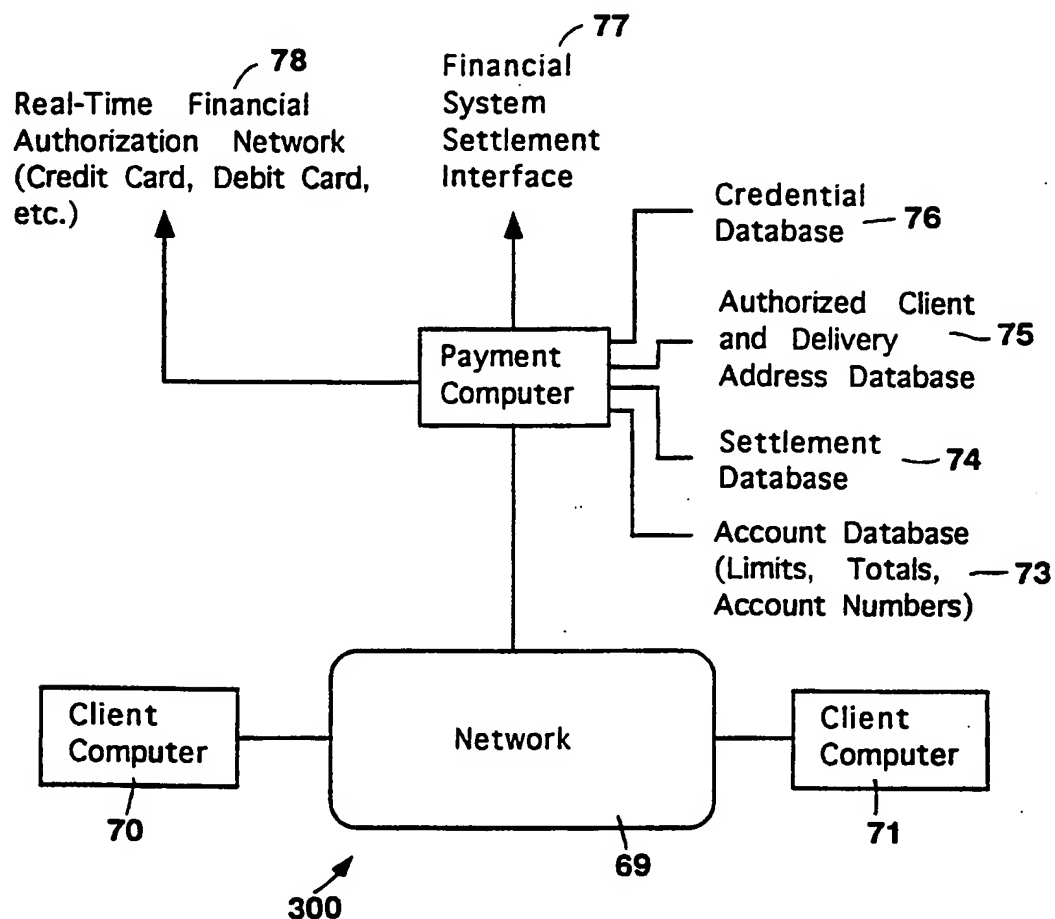 78
Real-Time Financial
Authorization Network
(Credit Card, Debit Card,
etc.)
77
Financial
System
Settlement
Interface
Credential
Database
76
Authorized Client
and Delivery
Address Database
75
Payment
Computer
Settlement
Database
74
Account Database
(Limits, Totals,
Account Numbers)
73
Client
Computer
70
Network
69
Client
Computer
71
300